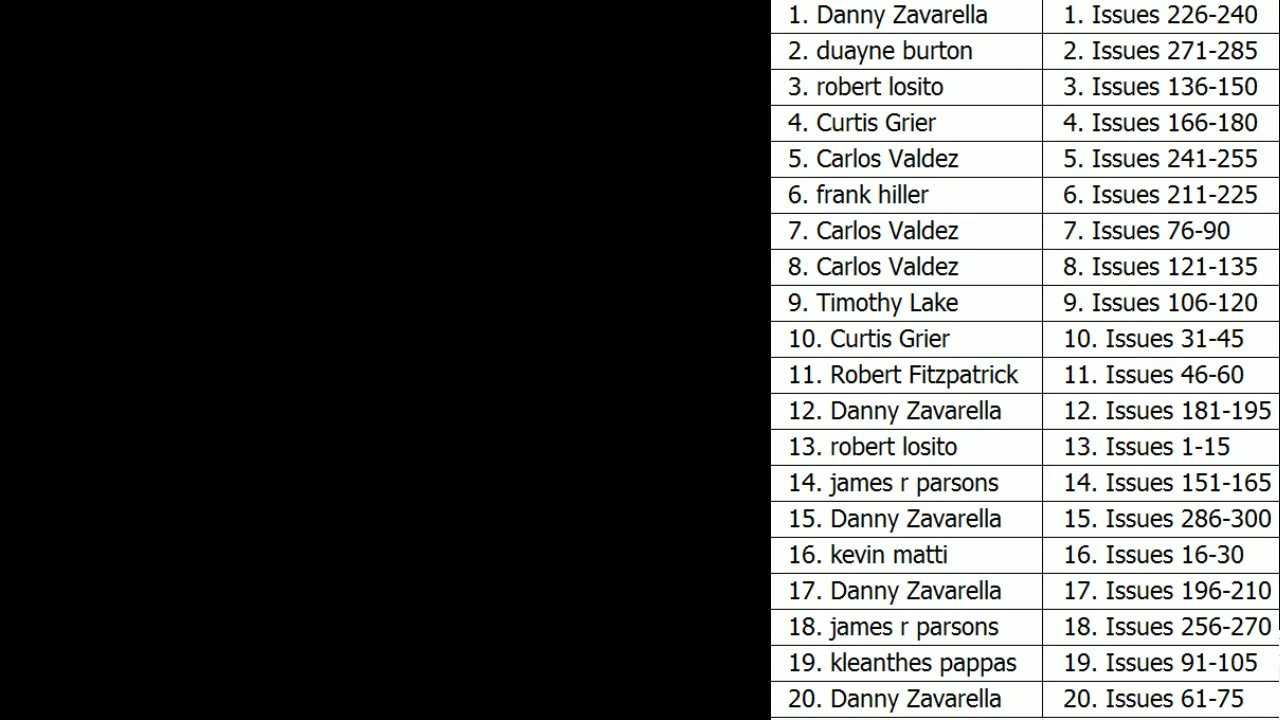 1. Danny Zavarella 1. Issues 226-240
2. duayne burton 2. Issues 271-285
3. robert losito 3. Issues 136-150
4. Curtis Grier 4. Issues 166-180
5. Carlos Valdez 5. Issues 241-255
6. frank hiller 6. Issues 211-225
7. Carlos Valdez 7. Issues 76-90
8. Carlos Valdez 8. Issues 121-135
9. Timothy Lake 9. Issues 106-120
10. Curtis Grier 10. Issues 31-45
11. Robert Fitzpatrick 11. Issues 46-60
12. Danny Zavarella 12. Issues 181-195
13. robert losito 13. Issues 1-15
14. james r parsons 14. Issues 151-165
15. Danny Zavarella 15. Issues 286-300
16. kevin matti 16. Issues 16-30
17. Danny Zavarella 17. Issues 196-210
18. james r parsons 18. Issues 256-270
19. kleanthes pappas 19. Issues 91-105
20. Danny Zavarella 20. Issues 61-75